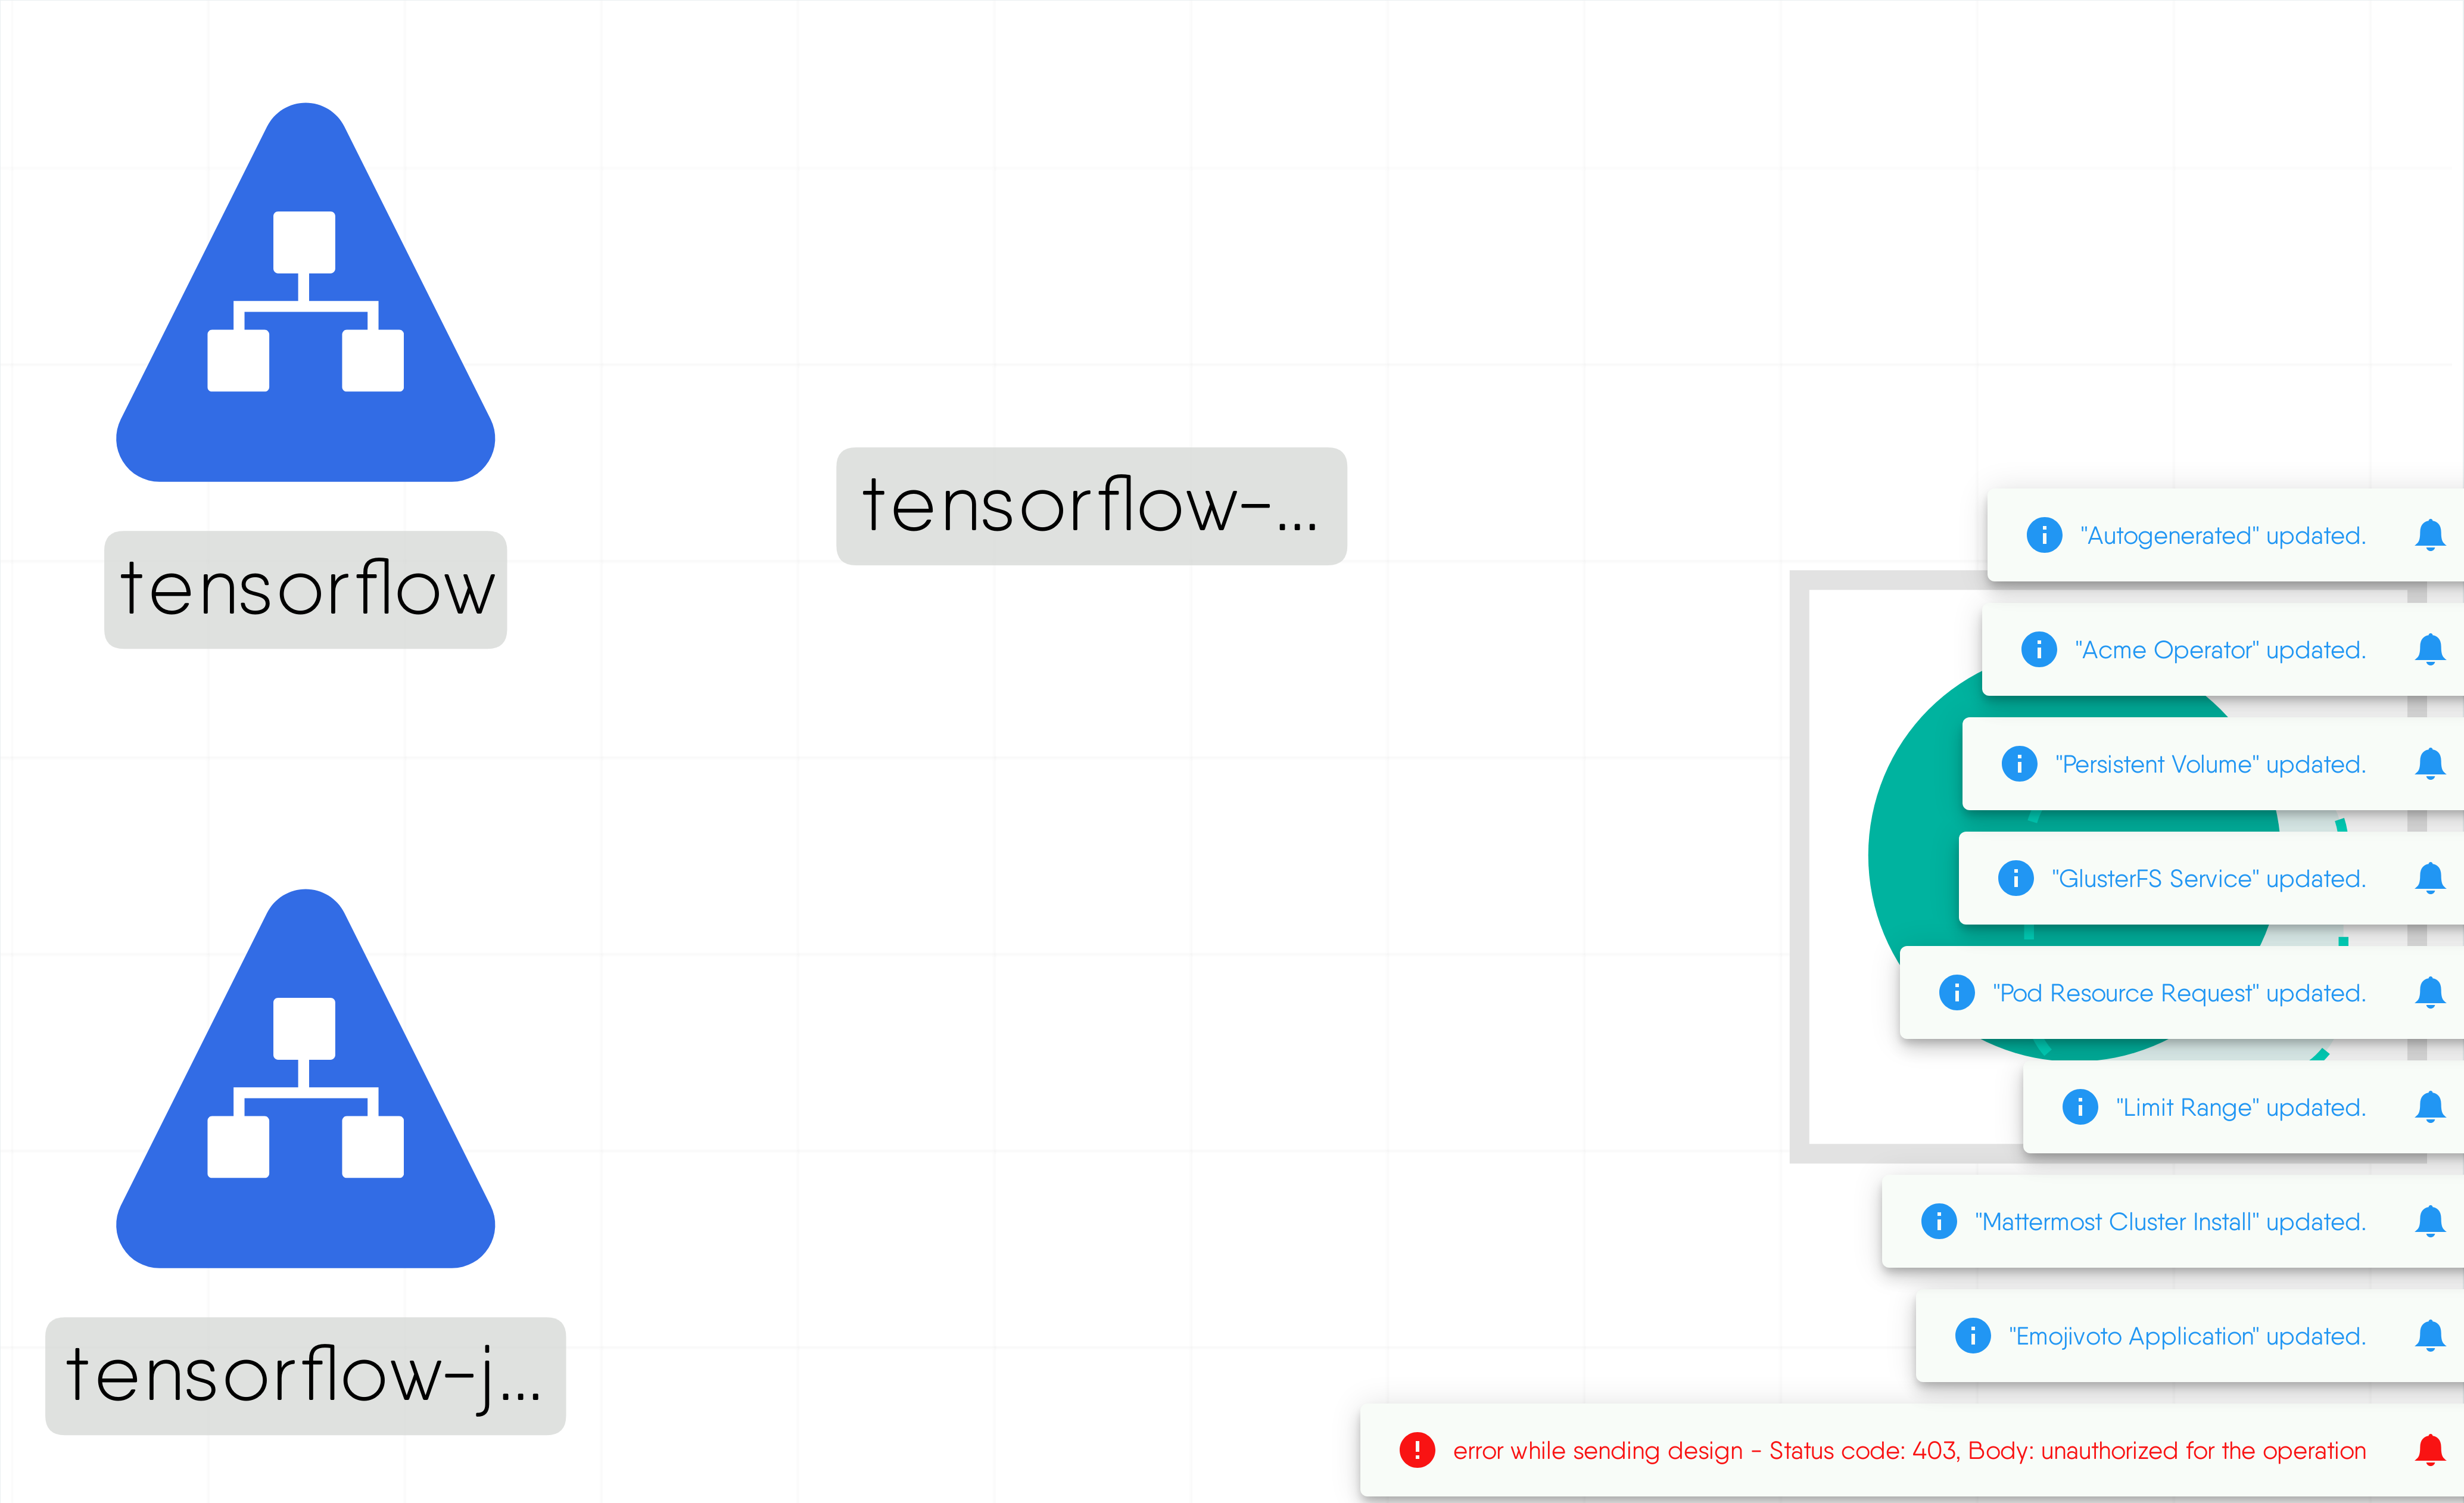 tensorflow
tensorflow-...
tensorflow-j...
"Autogenerated" updated.
"Acme Operator" updated.
"Persistent Volume" updated.
"GlusterFS Service" updated.
"Pod Resource Request" updated.
"Limit Range" updated.
"Mattermost Cluster Install" updated.
"Emojivoto Application" updated.
error while sending design - Status code: 403, Body: unauthorized for the operation